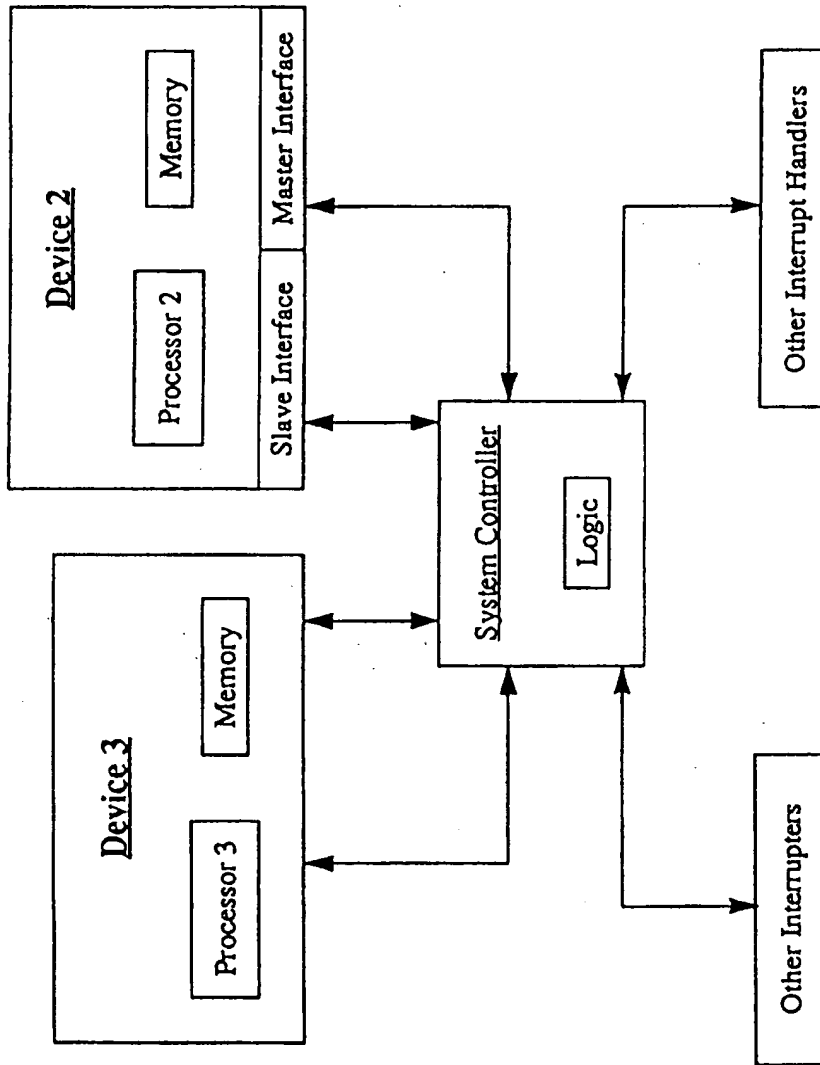 Device 2
Processor 2
Memory
Slave Interface
Master Interface
Device 3
Processor 3
Memory
System Controller
Logic
Other Interrupters
Other Interrupt Handlers